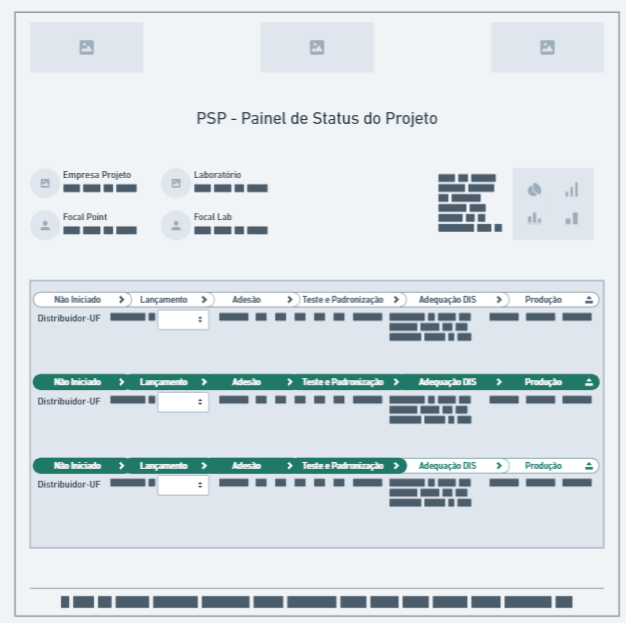 PSP - Painel de Status do Projeto
Empresa Projeto Laboratório
Focal Point Focal Lab
Não Iniciado Lançamento Adesão Teste e Padronização Adequação DIS Produção
Distribuidor-UF
Não Iniciado Lançamento Adesão Teste e Padronização Adequação DIS Produção
Distribuidor-UF
Não Iniciado Lançamento Adesão Teste e Padronização Adequação DIS Produção
Distribuidor-UF